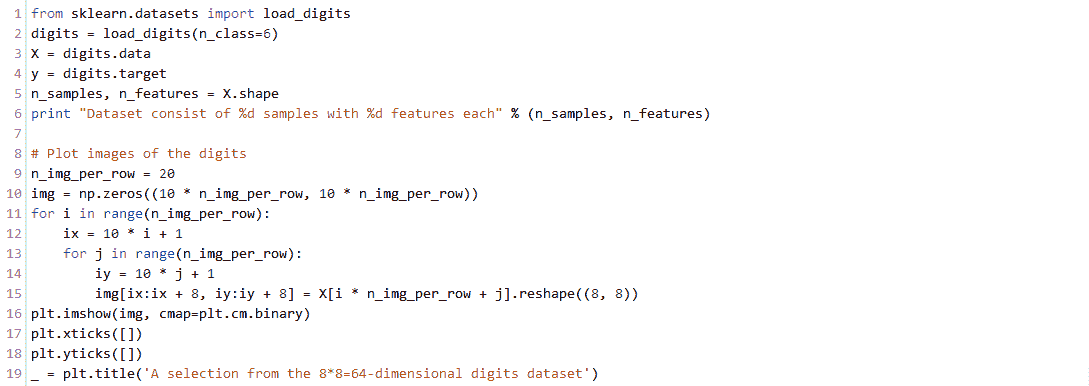 1 from sklearn.datasets import load_digits
2 digits = load_digits(n_class=6)
3 X = digits.data
4 y = digits.target
5 n_samples, n_features = X.shape
6 print "Dataset consist of %d samples with %d features each" % (n_samples, n_features)
7
8 # Plot images of the digits
9 n_img_per_row = 20
10 img = np.zeros((10 * n_img_per_row, 10 * n_img_per_row))
11 for i in range(n_img_per_row):
12     ix = 10 * i + 1
13     for j in range(n_img_per_row):
14         iy = 10 * j + 1
15         img[ix:ix + 8, iy:iy + 8] = X[i * n_img_per_row + j].reshape((8, 8))
16 plt.imshow(img, cmap=plt.cm.binary)
17 plt.xticks([])
18 plt.yticks([])
19 _ = plt.title('A selection from the 8*8=64-dimensional digits dataset')